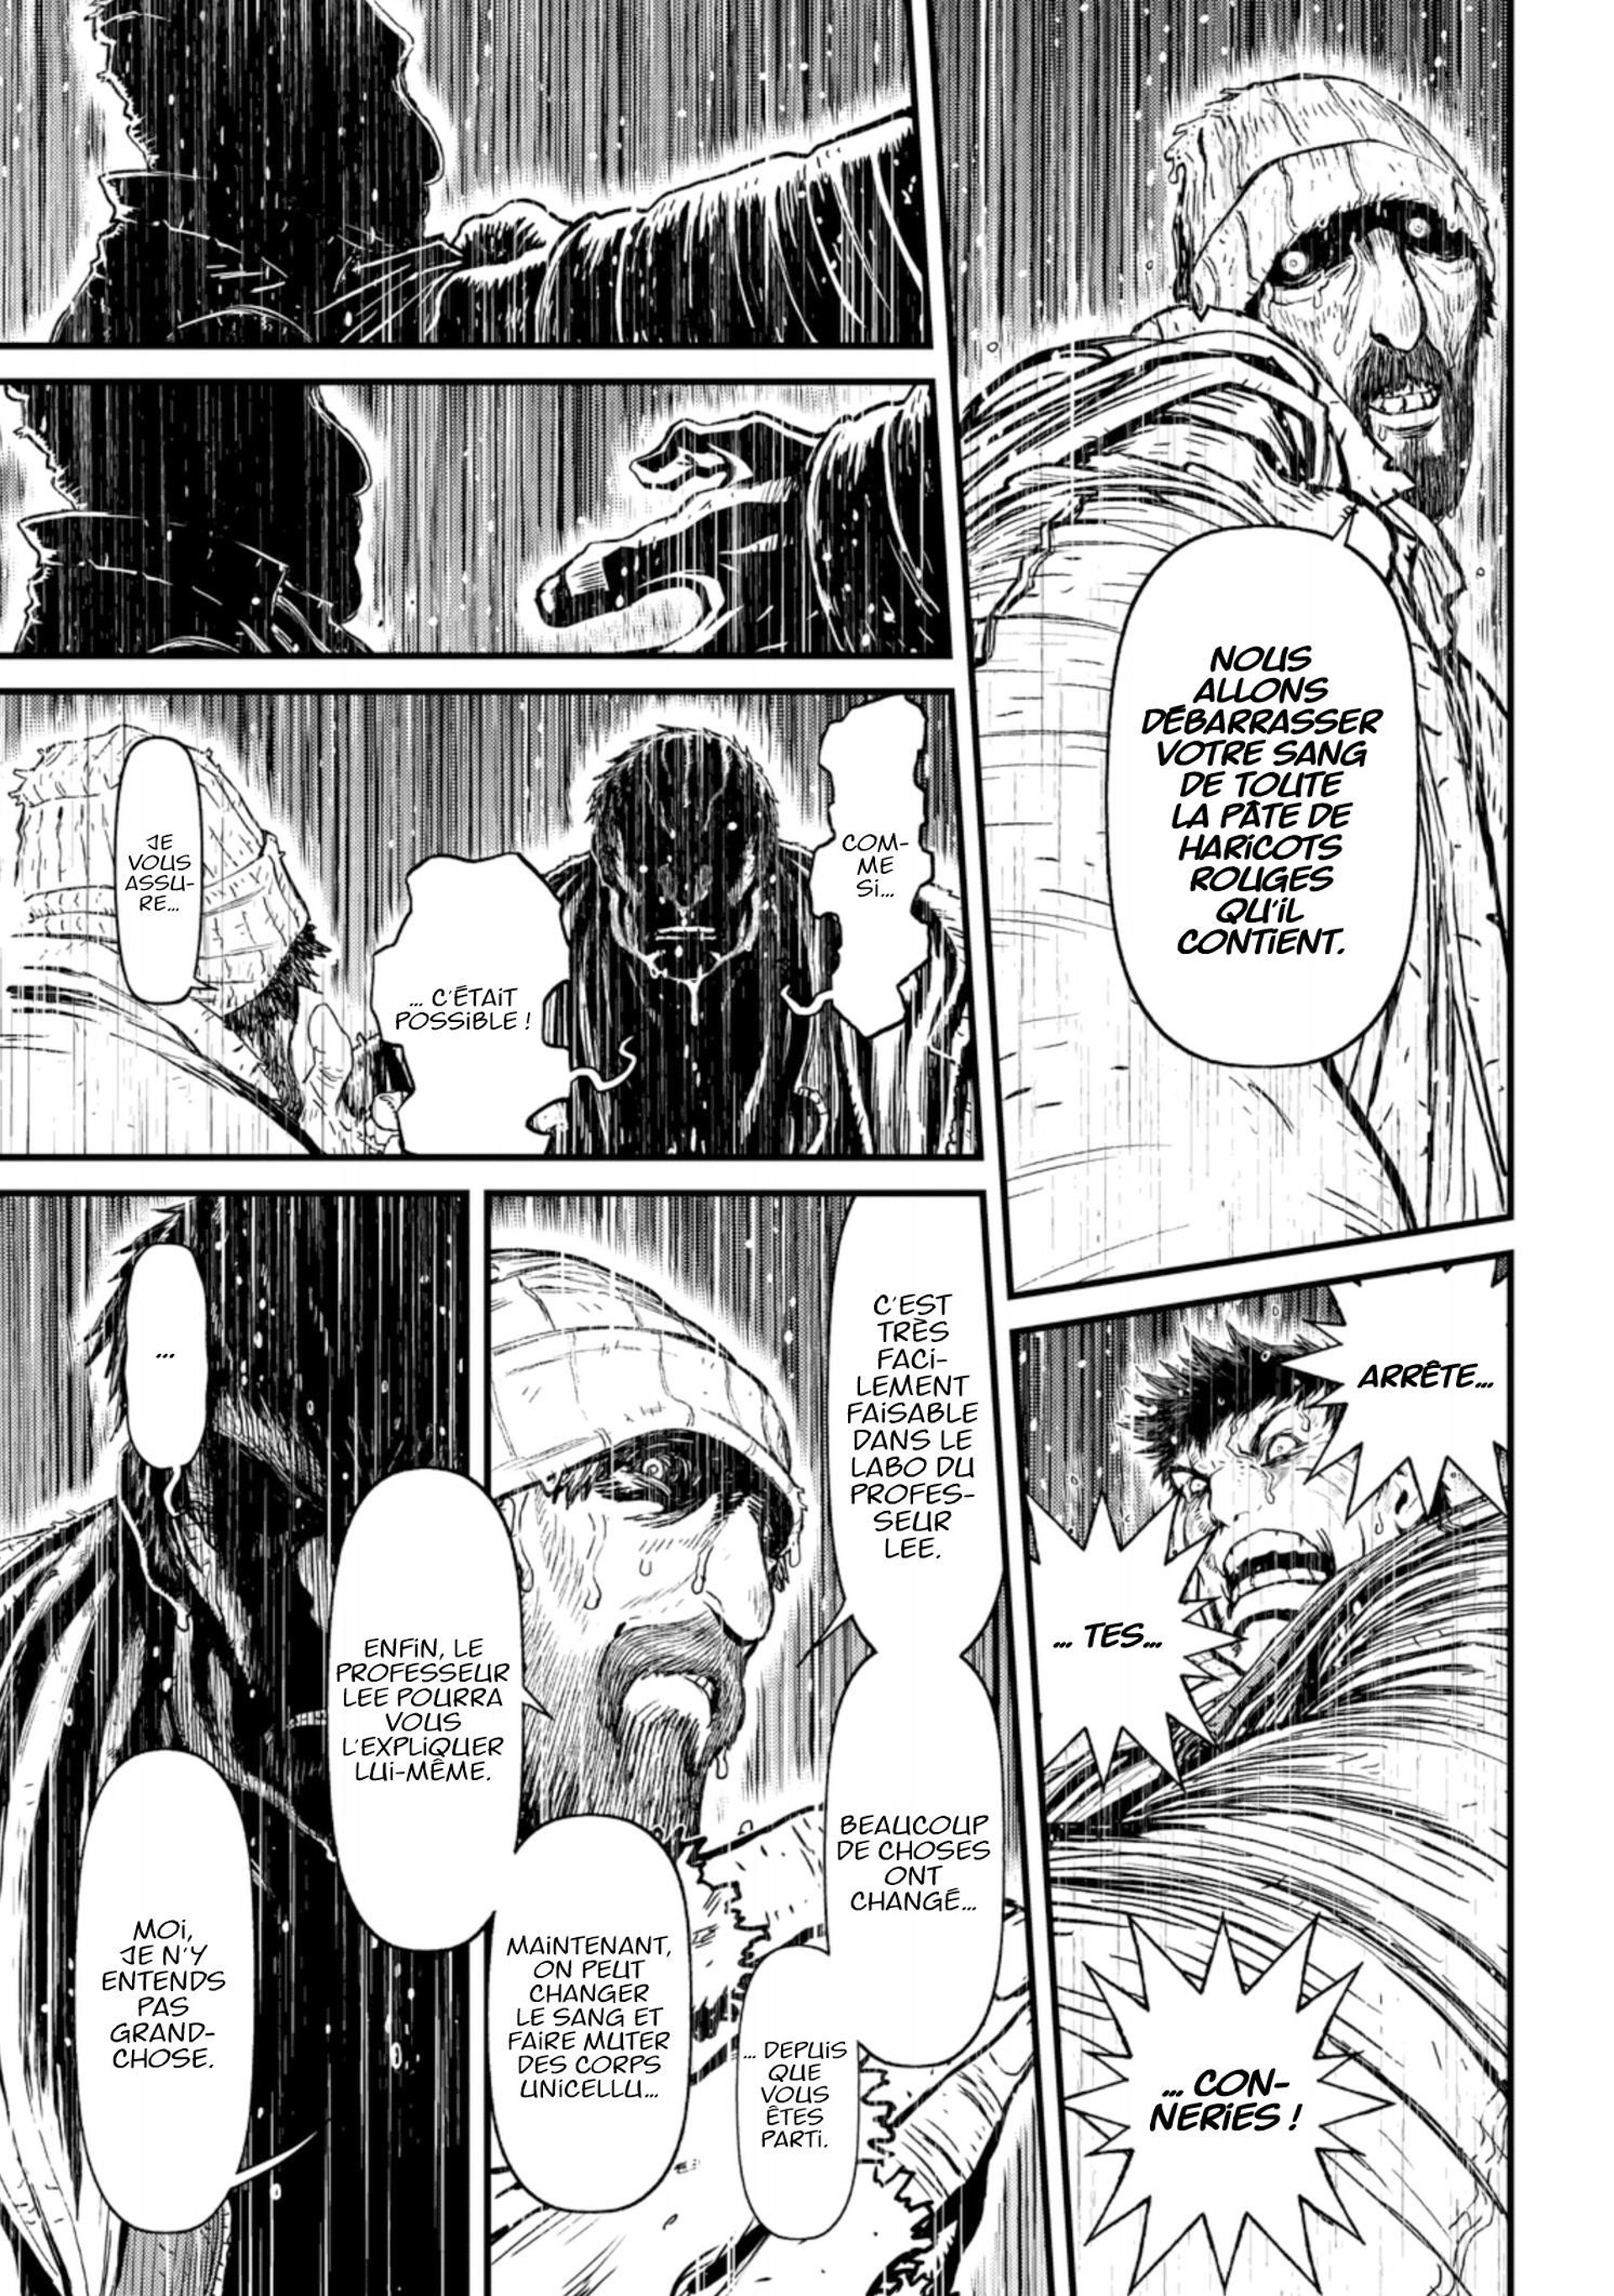 NOUS
ALLONS
DÉBARRASSER
VOTRE SANG
DE TOUTE
LA PÂTE DE
HARICOTS
ROUGES
QU'IL
CONTIENT.
ARRÊTE...
... TES...
... CON-
NERIES !
COM-
ME
SI...
... C'ÉTAIT
POSSIBLE !
JE
VOUS
ASSU-
RE...
C'EST
TRÈS
FACI-
LEMENT
FAISABLE
DANS LE
LABO DU
PROFES-
SEUR
LEE.
BEAUCOUP
DE CHOSES
ONT
CHANGÉ...
... DEPUIS
QUE
VOUS
ÊTES
PARTI.
MAINTENANT,
ON PEUT
CHANGER
LE SANG ET
FAIRE MUTER
DES CORPS
UNICELLU...
ENFIN, LE
PROFESSEUR
LEE POURRA
VOUS
L'EXPLIQUER
LUI-MÊME.
...
MOI,
JE N'Y
ENTENDS
PAS
GRAND-
CHOSE.